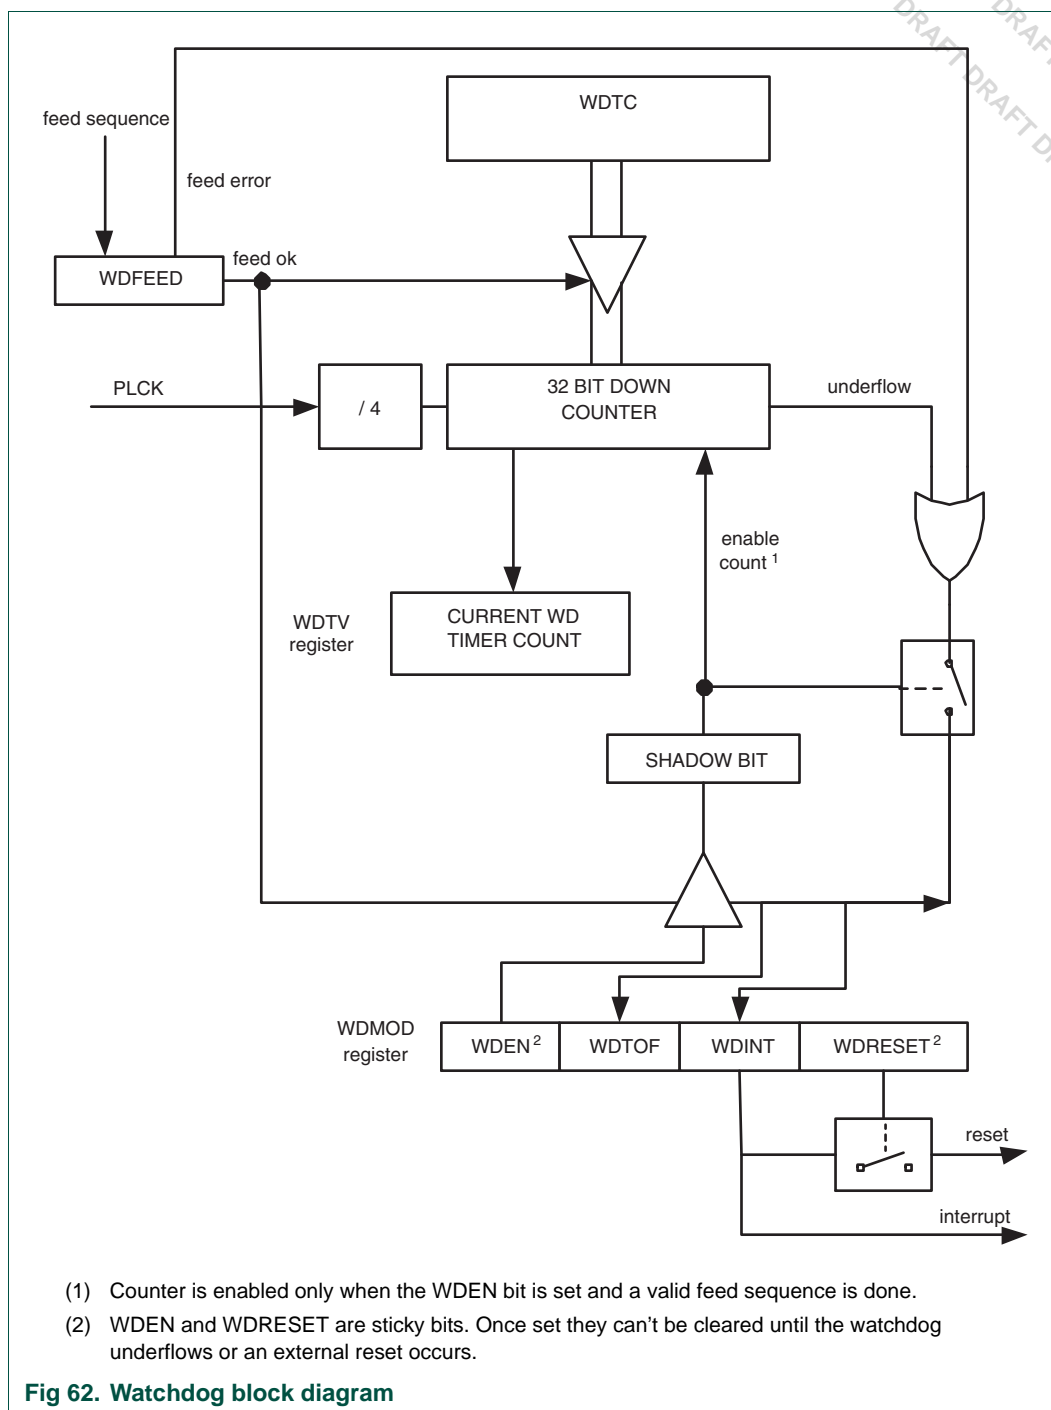 DRAFT DRAFT
DRAFT
WDTC
feed sequence
feed error
feed ok
WDFEED
PLCK
/ 4
32 BIT DOWN
COUNTER
underflow
enable
count 1
WDTV
register
CURRENT WD
TIMER COUNT
SHADOW BIT
WDMOD
register
WDEN 2
WDTOF
WDINT
WDRESET 2
reset
interrupt
(1) Counter is enabled only when the WDEN bit is set and a valid feed sequence is done.
(2) WDEN and WDRESET are sticky bits. Once set they can’t be cleared until the watchdog
underflows or an external reset occurs.
Fig 62. Watchdog block diagram